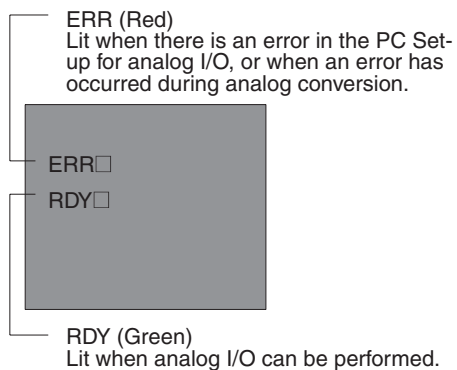 ERR (Red)
Lit when there is an error in the PC Set-
up for analog I/O, or when an error has
occurred during analog conversion.
ERR□
RDY□
RDY (Green)
Lit when analog I/O can be performed.